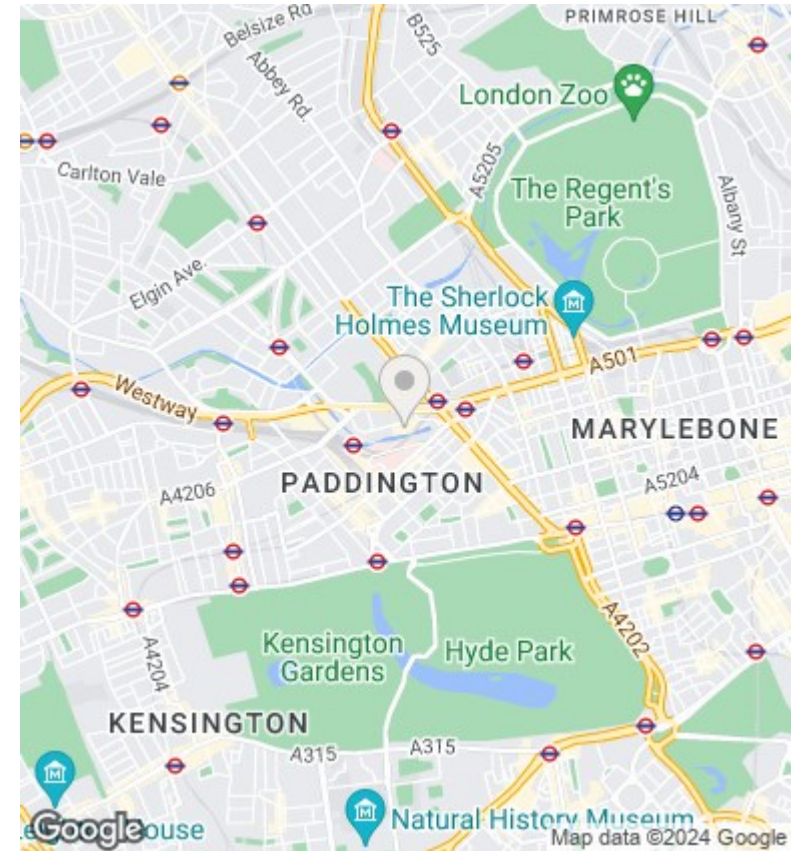 PRIMROSE HILL
Belsize Rd
B525
Abbey Rd.
London Zoo
Carlton Vale
A5205
The Regent's
Park
Albany St
Elgin Ave.
The Sherlock
Holmes Museum
A501
Westway
MARYLEBONE
PADDINGTON
A4206
A5204
A4202
Kensington
Gardens
Hyde Park
A4204
KENSINGTON
A315
A315
Google
ouse
Natural History Museum
Map data ©2024 Google